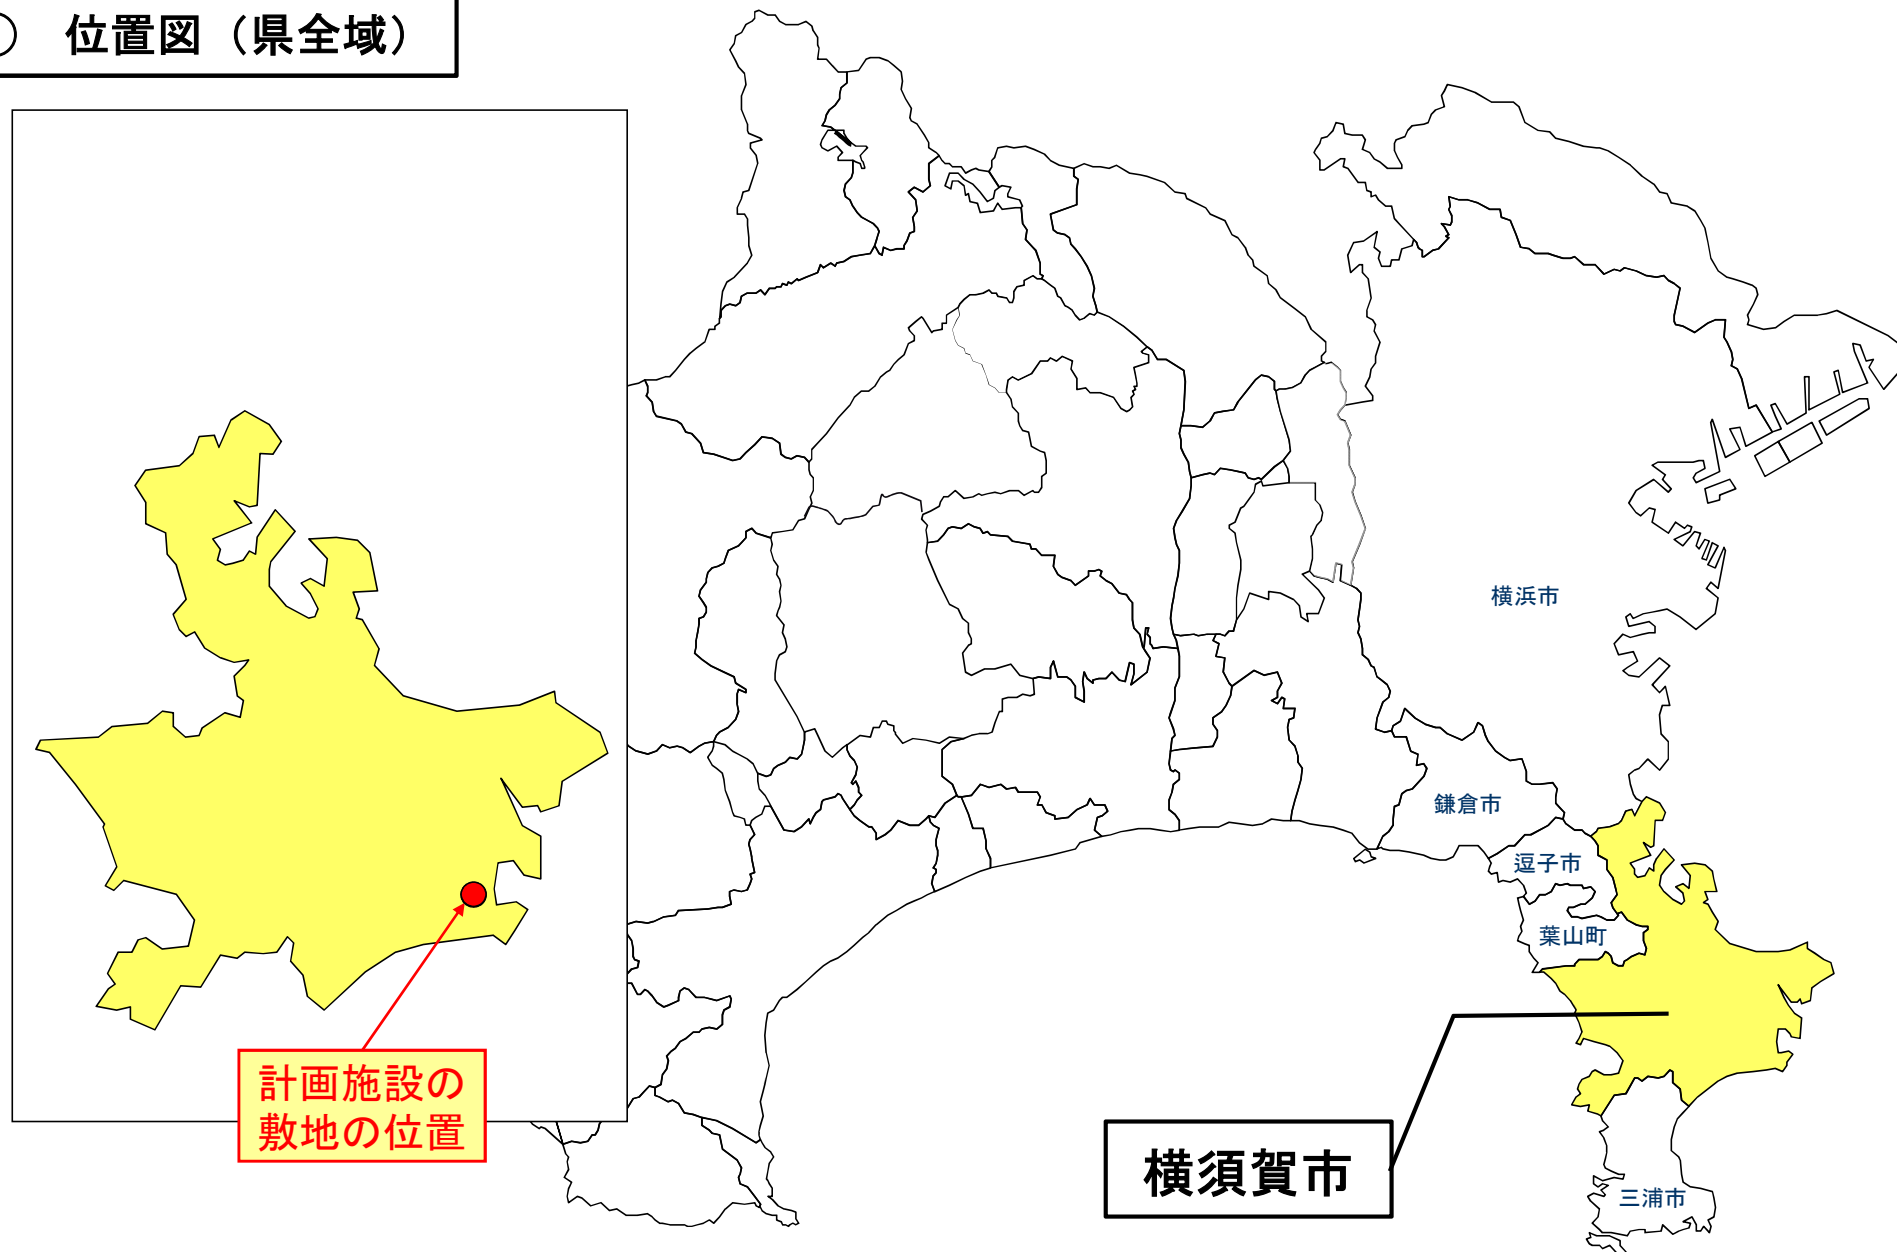 位置図（県全域）
横浜市
鎌倉市
逗子市
葉山町
計画施設の
敷地の位置
横須賀市
三浦市